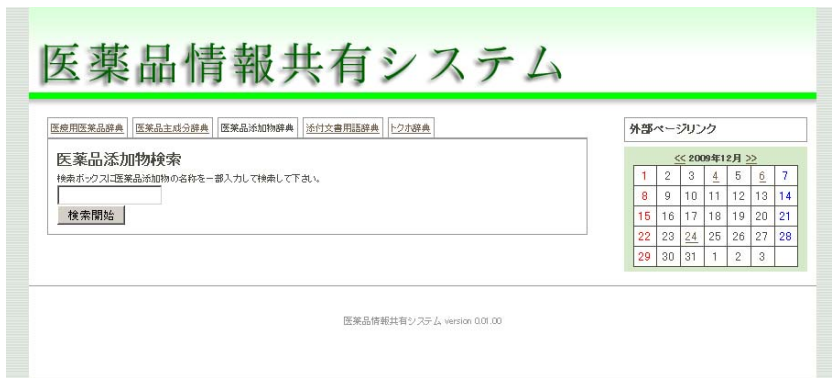 医薬品情報共有システム
医療用医薬品辞典 医薬品主成分辞典 医薬品添加物辞典 添付文書用語辞典 トクホ辞典
医薬品添加物検索
検索ボックスに医薬品添加物の名称を一部入力して検索して下さい。
検索開始
外部ページリンク
<< 2009年12月 >>
1 2 3 4 5 6 7
8 9 10 11 12 13 14
15 16 17 18 19 20 21
22 23 24 25 26 27 28
29 30 31 1 2 3
医薬品情報共有システム version 0.01.00